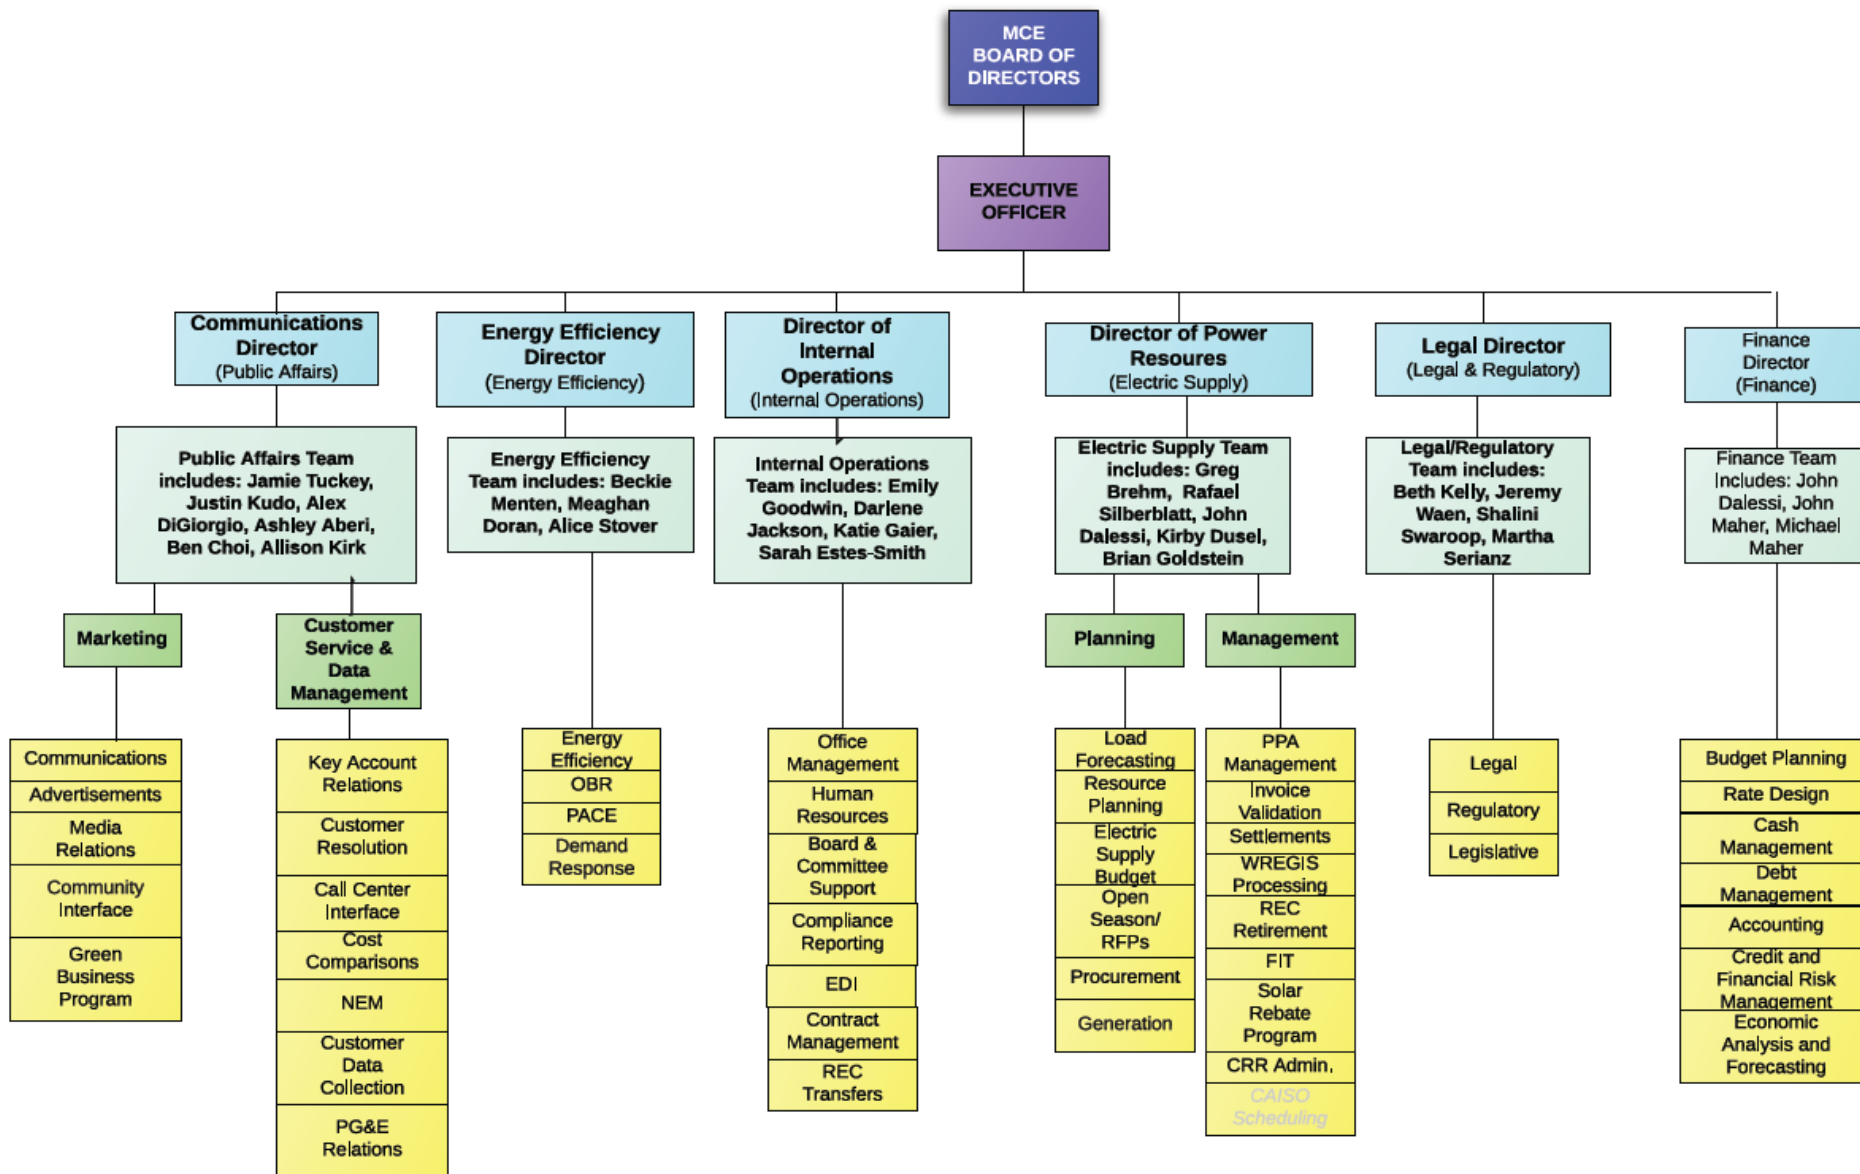 MCE
BOARD OF
DIRECTORS
EXECUTIVE
OFFICER
Communications
Director
(Public Affairs)
Energy Efficiency
Director
(Energy Efficiency)
Director of
Internal
Operations
(Internal Operations)
Director of Power
Resoures
(Electric Supply)
Legal Director
(Legal & Regulatory)
Finance
Director
(Finance)
Public Affairs Team
includes: Jamie Tuckey,
Justin Kudo, Alex
DiGiorgio, Ashley Aberi,
Ben Choi, Allison Kirk
Energy Efficiency
Team includes: Beckie
Menten, Meaghan
Doran, Alice Stover
Internal Operations
Team includes: Emily
Goodwin, Darlene
Jackson, Katie Gaier,
Sarah Estes-Smith
Electric Supply Team
includes: Greg
Brehm, Rafael
Silberblatt, John
Dalessi, Kirby Dusel,
Brian Goldstein
Legal/Regulatory
Team includes:
Beth Kelly, Jeremy
Waen, Shalini
Swaroop, Martha
Serianz
Finance Team
Includes: John
Dalessi, John
Maher, Michael
Maher
Marketing
Customer
Service &
Data
Management
Planning
Management
Communications
Advertisements
Media
Relations
Community
Interface
Green
Business
Program
Key Account
Relations
Customer
Resolution
Call Center
Interface
Cost
Comparisons
NEM
Customer
Data
Collection
PG&E
Relations
Energy
Efficiency
OBR
PACE
Demand
Response
Office
Management
Human
Resources
Board &
Committee
Support
Compliance
Reporting
EDI
Contract
Management
REC
Transfers
Load
Forecasting
Resource
Planning
Electric
Supply
Budget
Open
Season/
RFPs
Procurement
Generation
PPA
Management
Invoice
Validation
Settlements
WREGIS
Processing
REC
Retirement
FIT
Solar
Rebate
Program
CRR Admin.
CAISO
Scheduling
Legal
Regulatory
Legislative
Budget Planning
Rate Design
Cash
Management
Debt
Management
Accounting
Credit and
Financial Risk
Management
Economic
Analysis and
Forecasting